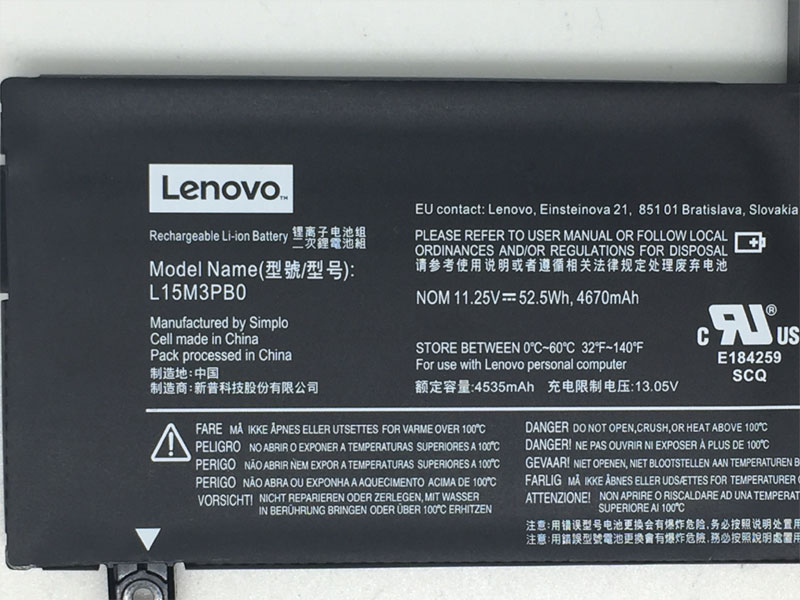 Lenovo™
Rechargeable Li-ion Battery 锂离子电池组
二次鋰電池組
Model Name(型號/型号):
L15M3PB0
Manufactured by Simplo
Cell made in China
Pack processed in China
制造地:中国
制造商:新普科技股份有限公司
EU contact: Lenovo, Einsteinova 21, 851 01 Bratislava, Slovakia
PLEASE REFER TO USER MANUAL OR FOLLOW LOCAL
ORDINANCES AND/OR REGULATIONS FOR DISPOSAL
请参考使用说明或者遵循相关法律规定处理废弃电池
NOM 11.25V⎓ 52.5Wh, 4670mAh
STORE BETWEEN 0℃~60℃ 32℉~140℉
For use with Lenovo personal computer
额定容量:4535mAh 充电限制电压:13.05V
c RU® US
E184259
SCQ
FARE MÅ IKKE ÅPNES ELLER UTSETTES FOR VARME OVER 100℃
PELIGRO NO ABRIR O EXPONER A TEMPERATURAS SUPERIORES A 100℃
PERIGO NÃO ABRIR NEM EXPOR A TEMPERATURAS SUPERIORES A 100℃
PERIGO NÃO ABRA OU EXPONHA A AQUECIMENTO ACIMA DE 100℃
VORSICHT! NICHT REPARIEREN ODER ZERLEGEN, MIT WASSER
IN BERÜHRUNG BRINGEN ODER ÜBER 100℃ ERHITZEN
DANGER DO NOT OPEN,CRUSH,OR HEAT ABOVE 100℃
DANGER! NE PAS OUVRIR NI EXPOSER À PLUS DE 100℃
GEVAAR! NIET OPENEN, NIET BLOOTSTELLEN AAN TEMPERATUREN
FARLIG MÅ IKKE ÅBNES ELLER UDSÆTTES FOR TEMPERATUR
ATTENZIONE! NON APRIRE O RISCALDARE AD UNA TEMPERAT
SUPERIORE AI 100℃
注意:用错误型号电池更换会有爆炸危险,务必按照说明处置用
注意:用錯誤型號電池更換會有爆炸危險,務必按照說明處置